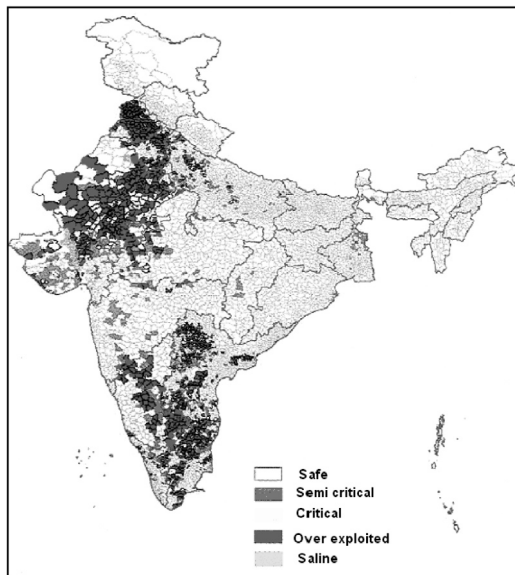 Safe
Semi critical
Critical
Over exploited
Saline